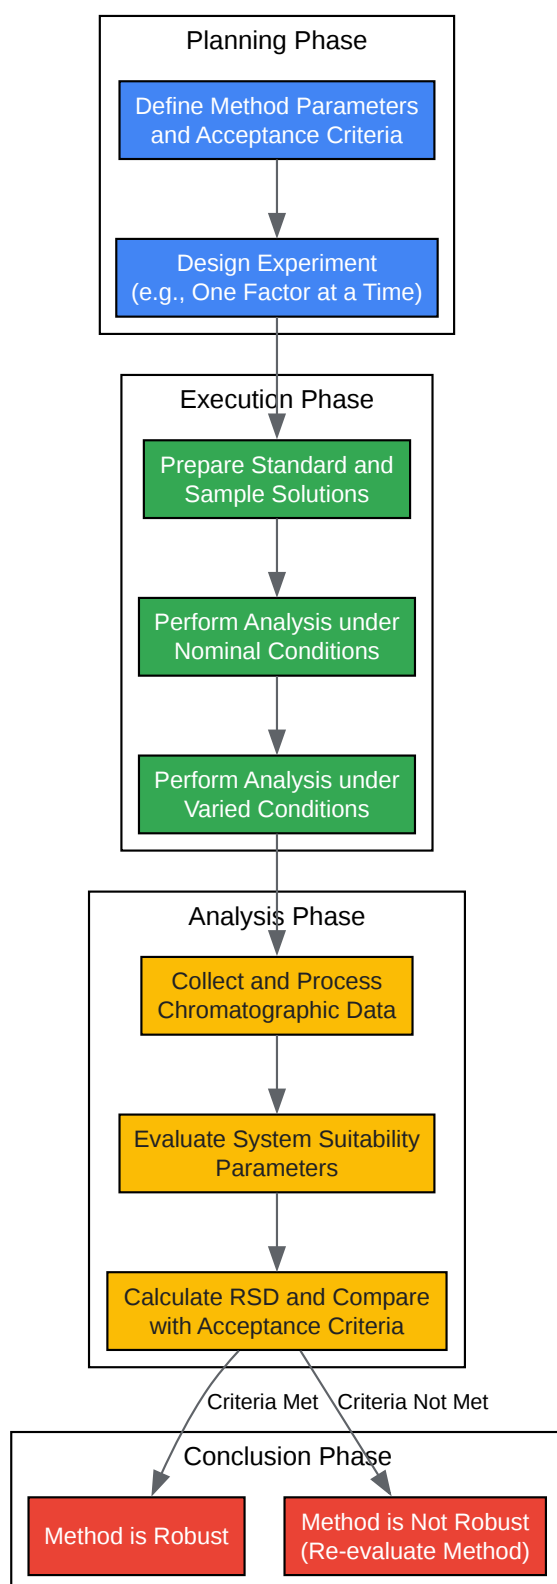 Planning Phase
Define Method Parameters
and Acceptance Criteria
Design Experiment
(e.g., One Factor at a Time)
Execution Phase
Prepare Standard and
Sample Solutions
Perform Analysis under
Nominal Conditions
Perform Analysis under
Varied Conditions
Analysis Phase
Collect and Process
Chromatographic Data
Evaluate System Suitability
Parameters
Calculate RSD and Compare
with Acceptance Criteria
Criteria Met
Criteria Not Met
Conclusion Phase
Method is Robust
Method is Not Robust
(Re-evaluate Method)